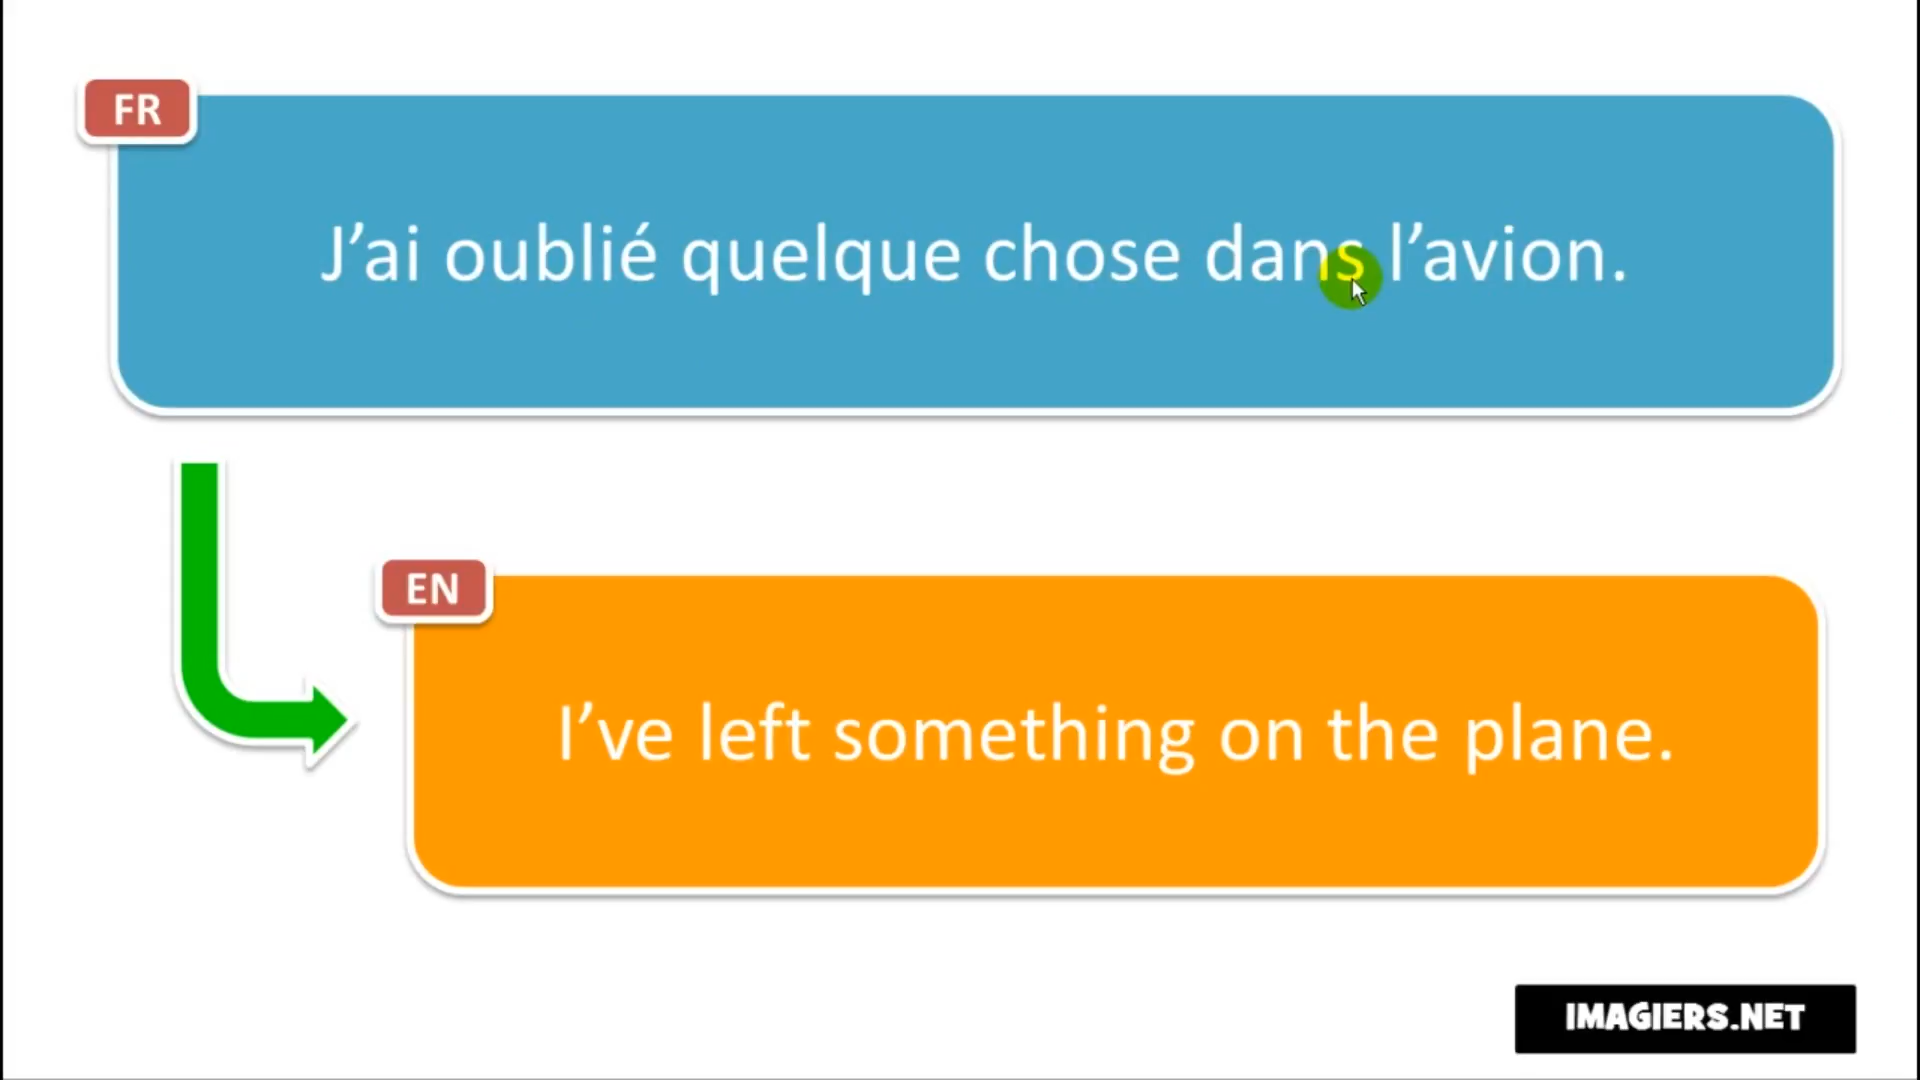 FR
J’ai oublié quelque chose dans l’avion.
EN
I’ve left something on the plane.
IMAGIERS.NET